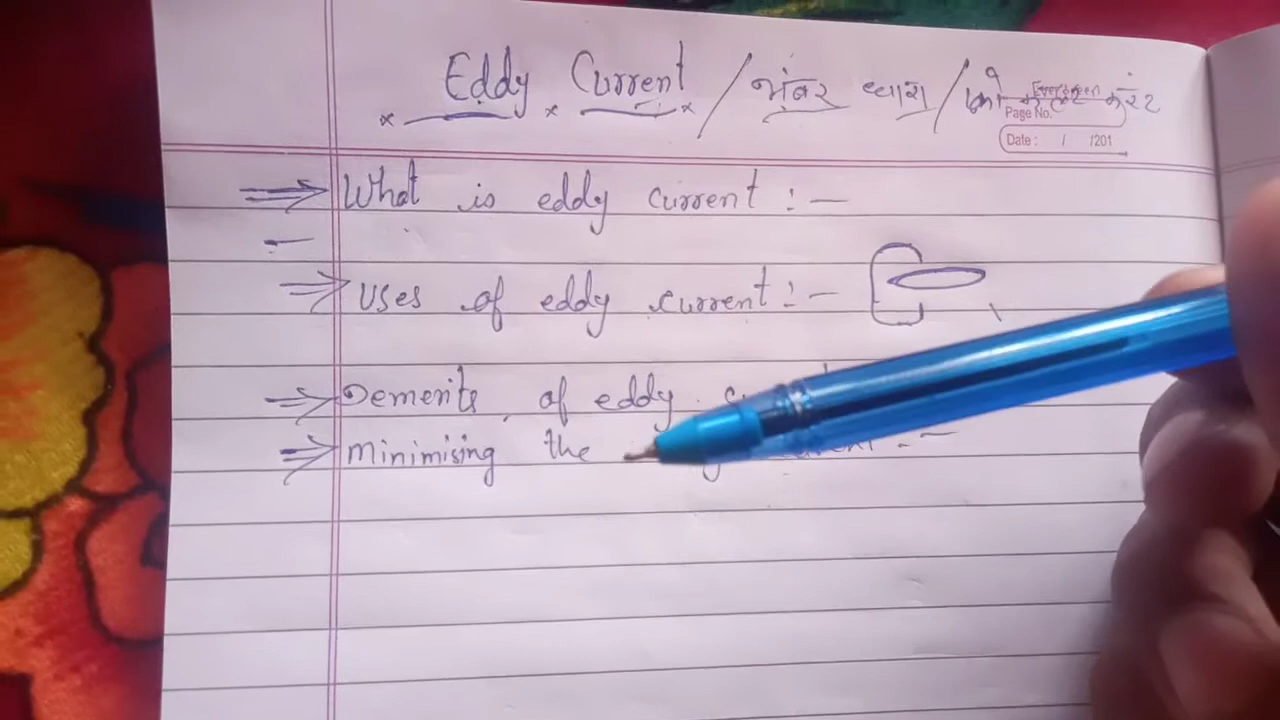 Eddy Current / भंवर धारा /
Evergreen
Page No.
Date : / /201
⇒ What is eddy current :-
⇒ Uses of eddy current :-
⇒ Demerits of eddy
⇒ Minimising the